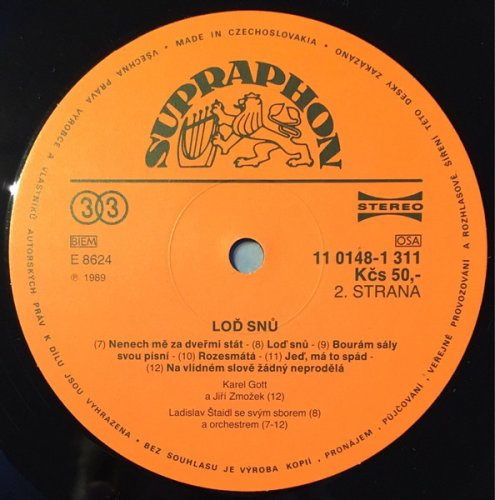 VŠECHNA PRÁVA VÝROBCE A VLASTNÍKŮ AUTORSKÝCH PRÁV K DÍLU JSOU VYHRAZENA • BEZ SOUHLASU JE VÝROBA KOPIÍ, PRONÁJEM, PŮJČOVÁNÍ, VEŘEJNÉ PROVOZOVÁNÍ A ROZHLASOVÉ ŠÍŘENÍ TÉTO DESKY ZAKÁZÁNO
• MADE IN CZECHOSLOVAKIA •
SUPRAPHON
33
STEREO
BIEM
OSA
E 8624
11 0148-1 311
℗ 1989
Kčs 50,-
2. STRANA
LOĎ SNŮ
(7) Nenech mě za dveřmi stát - (8) Loď snů - (9) Bourám sály
svou písní - (10) Rozesmátá - (11) Jeď, má to spád -
(12) Na vlídném slově žádný neprodělá
Karel Gott
a Jiří Zmožek (12)
Ladislav Štaidl se svým sborem (8)
a orchestrem (7-12)